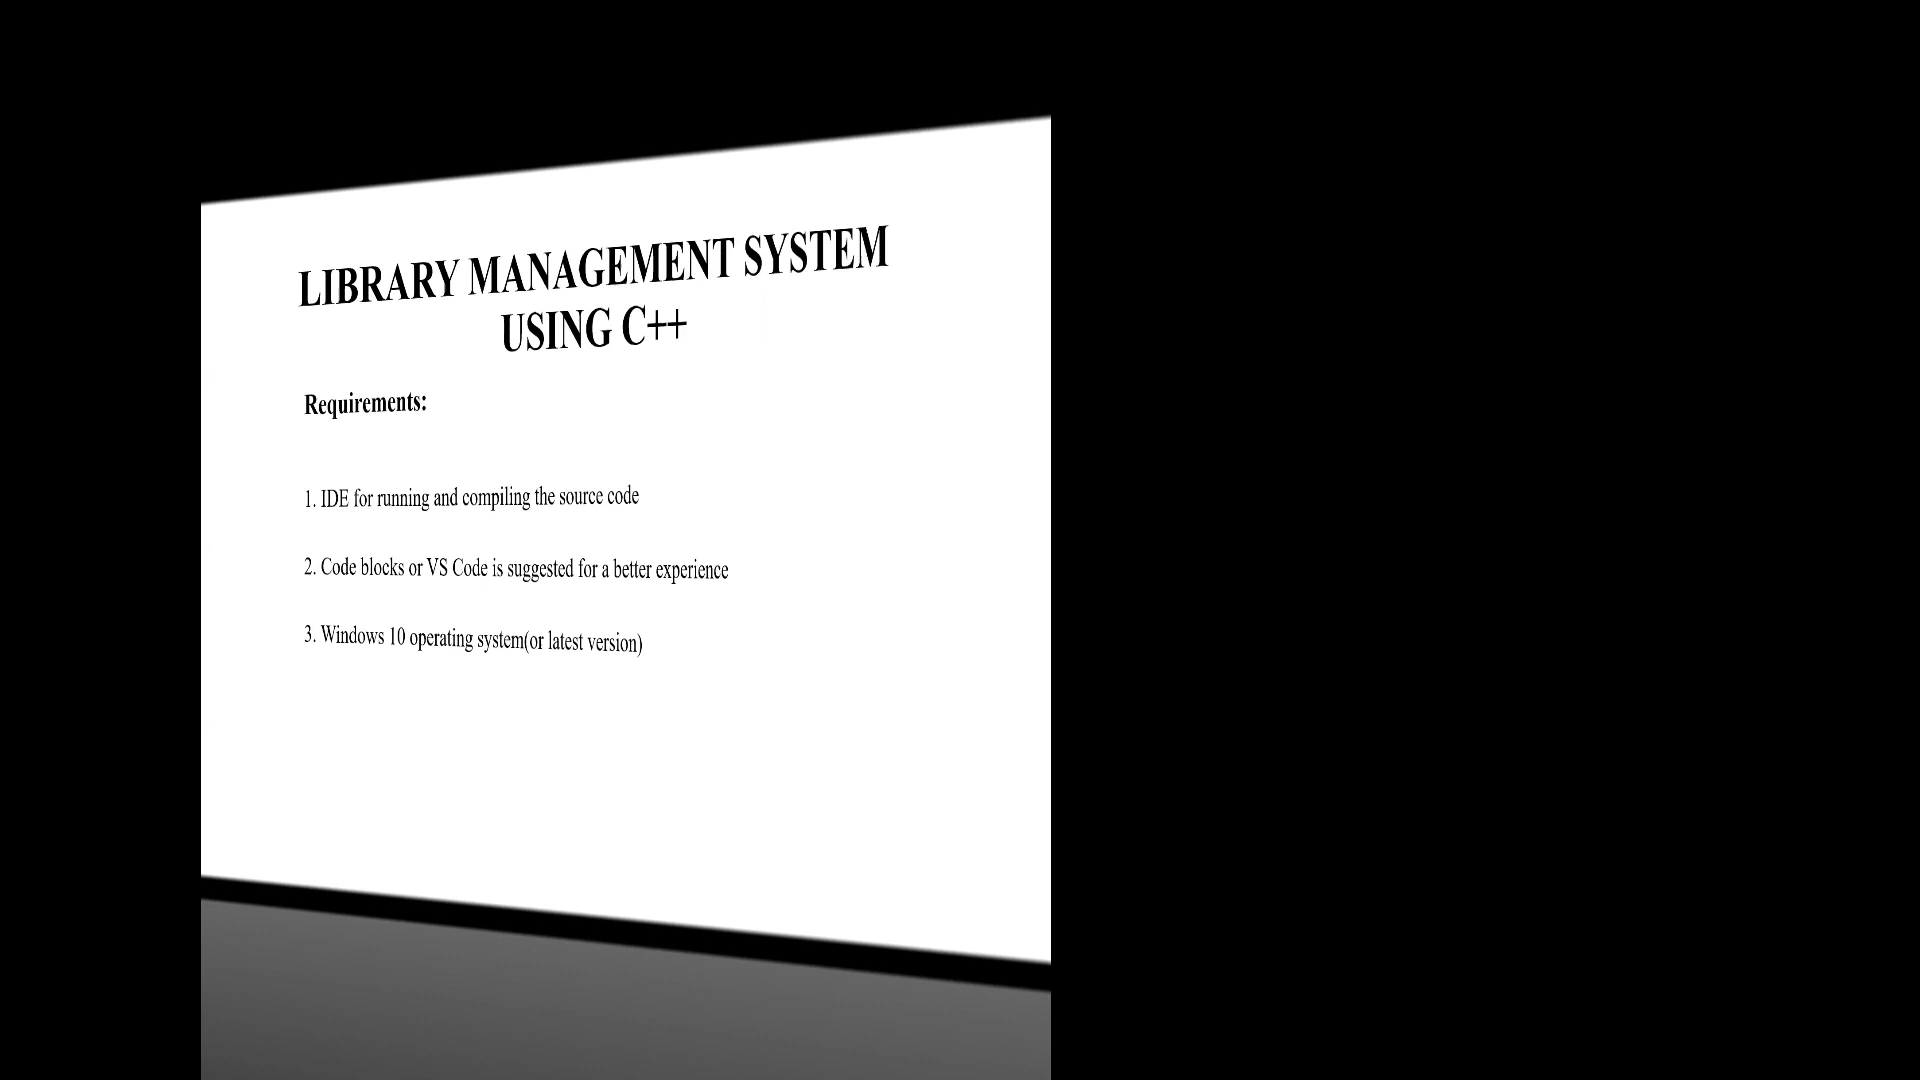 LIBRARY MANAGEMENT SYSTEM
USING C++
Requirements:
1. IDE for running and compiling the source code
2. Code blocks or VS Code is suggested for a better experience
3. Windows 10 operating system(or latest version)